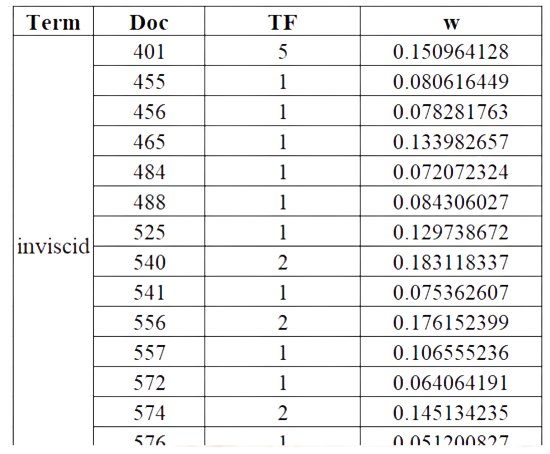 Term Doc TF w
401 5 0.150964128
455 1 0.080616449
456 1 0.078281763
465 1 0.133982657
484 1 0.072072324
488 1 0.084306027
525 1 0.129738672
inviscid
540 2 0.183118337
541 1 0.075362607
556 2 0.176152399
557 1 0.106555236
572 1 0.064064191
574 2 0.145134235
576 1 0.051200827